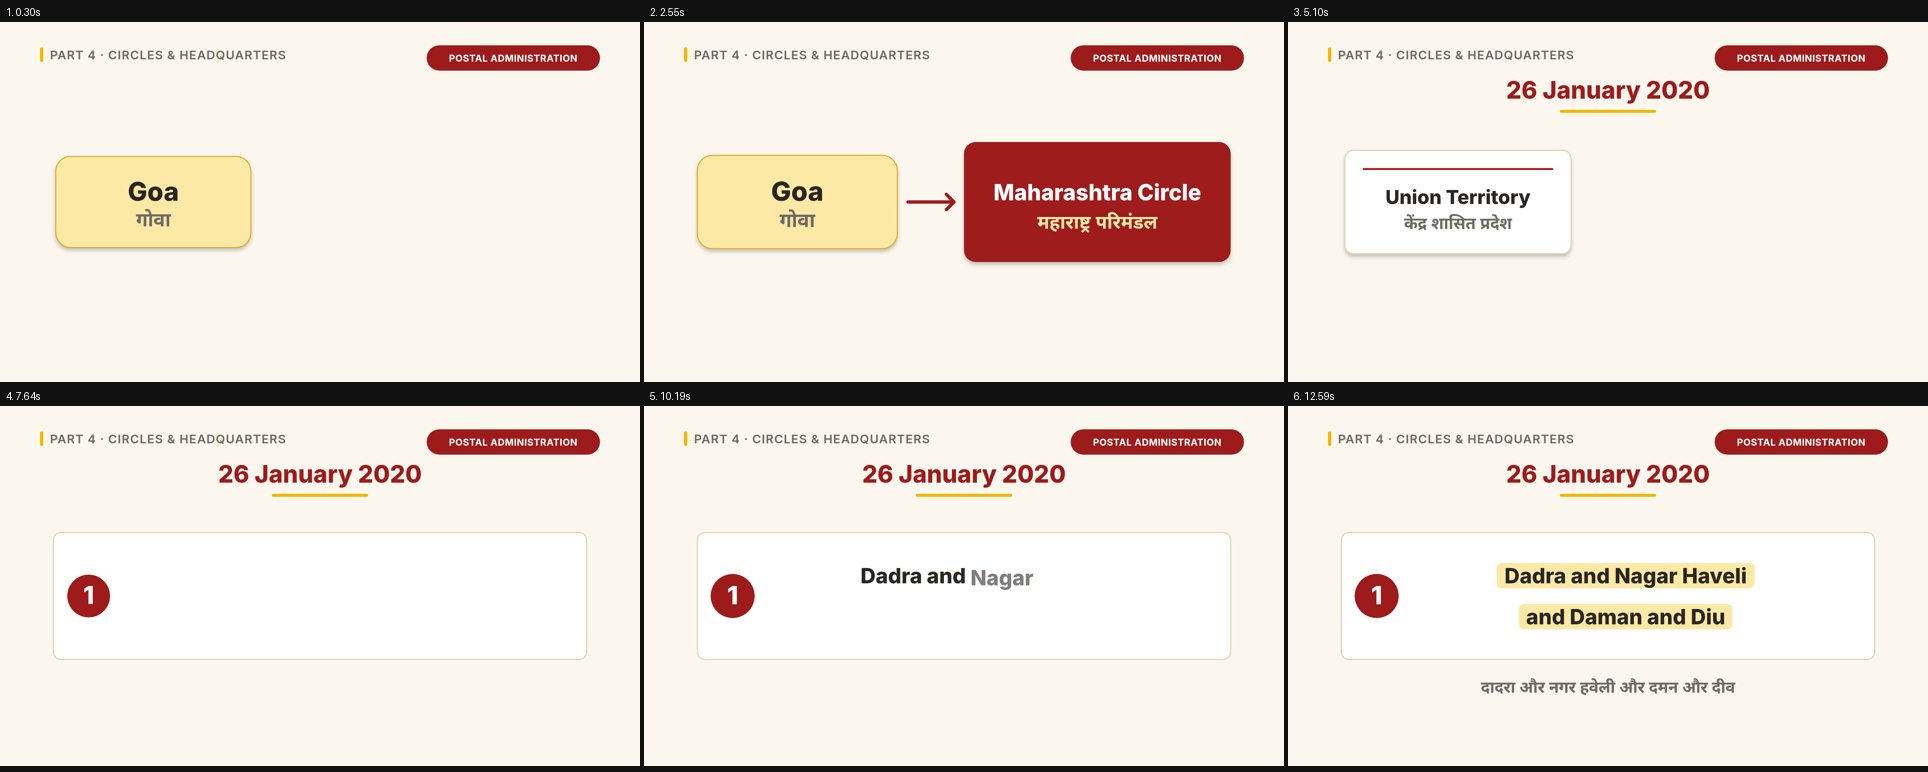 1. 0.30s
PART 4 · CIRCLES & HEADQUARTERS
POSTAL ADMINISTRATION
Goa
गोवा
2. 2.55s
PART 4 · CIRCLES & HEADQUARTERS
POSTAL ADMINISTRATION
Goa
गोवा
Maharashtra Circle
महाराष्ट्र परिमंडल
3. 5.10s
PART 4 · CIRCLES & HEADQUARTERS
POSTAL ADMINISTRATION
26 January 2020
Union Territory
केंद्र शासित प्रदेश
4. 7.64s
PART 4 · CIRCLES & HEADQUARTERS
POSTAL ADMINISTRATION
26 January 2020
1
5. 10.19s
PART 4 · CIRCLES & HEADQUARTERS
POSTAL ADMINISTRATION
26 January 2020
1
Dadra and Nagar
6. 12.59s
PART 4 · CIRCLES & HEADQUARTERS
POSTAL ADMINISTRATION
26 January 2020
1
Dadra and Nagar Haveli
and Daman and Diu
दादरा और नगर हवेली और दमन और दीव